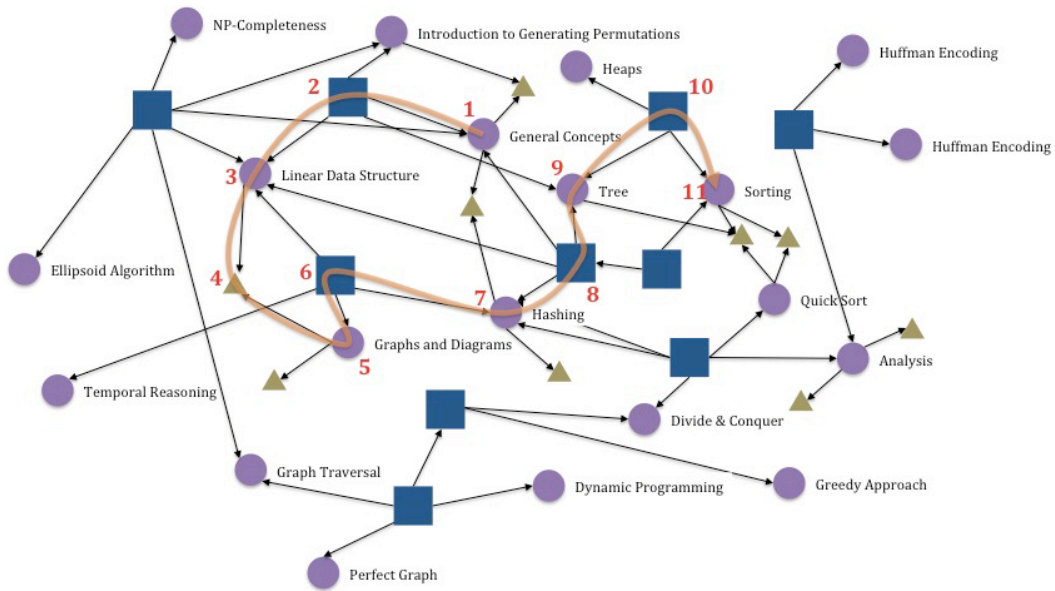 NP-Completeness
Introduction to Generating Permutations
Huffman Encoding
Heaps
10
2
1
General Concepts
Huffman Encoding
3
Linear Data Structure
9
Tree
11
Sorting
Ellipsoid Algorithm
4
6
8
Quick Sort
7
Hashing
Graphs and Diagrams
5
Analysis
Temporal Reasoning
Divide & Conquer
Graph Traversal
Dynamic Programming
Greedy Approach
Perfect Graph